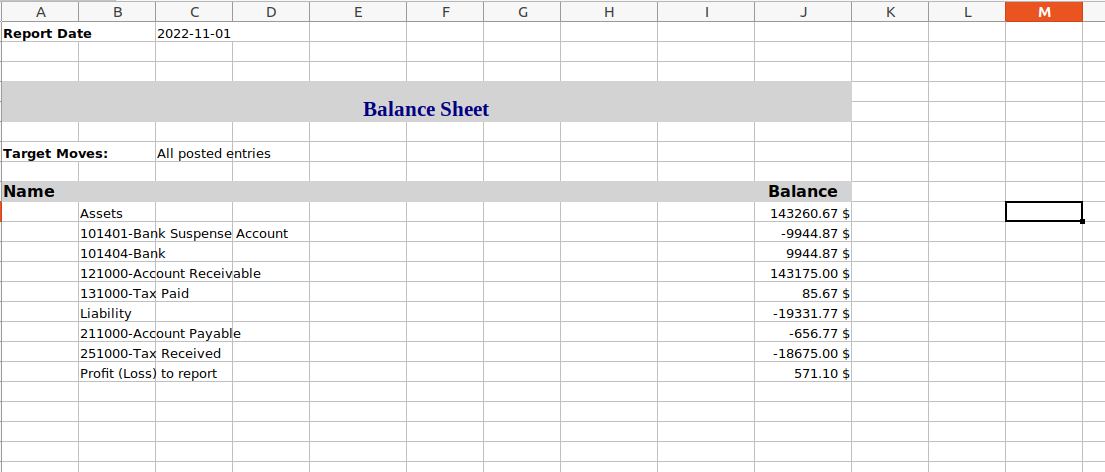 A B C D E F G H I J K L M
Report Date 2022-11-01
Balance Sheet
Target Moves: All posted entries
Name Balance
Assets 143260.67 $
101401-Bank Suspense Account -9944.87 $
101404-Bank 9944.87 $
121000-Account Receivable 143175.00 $
131000-Tax Paid 85.67 $
Liability -19331.77 $
211000-Account Payable -656.77 $
251000-Tax Received -18675.00 $
Profit (Loss) to report 571.10 $